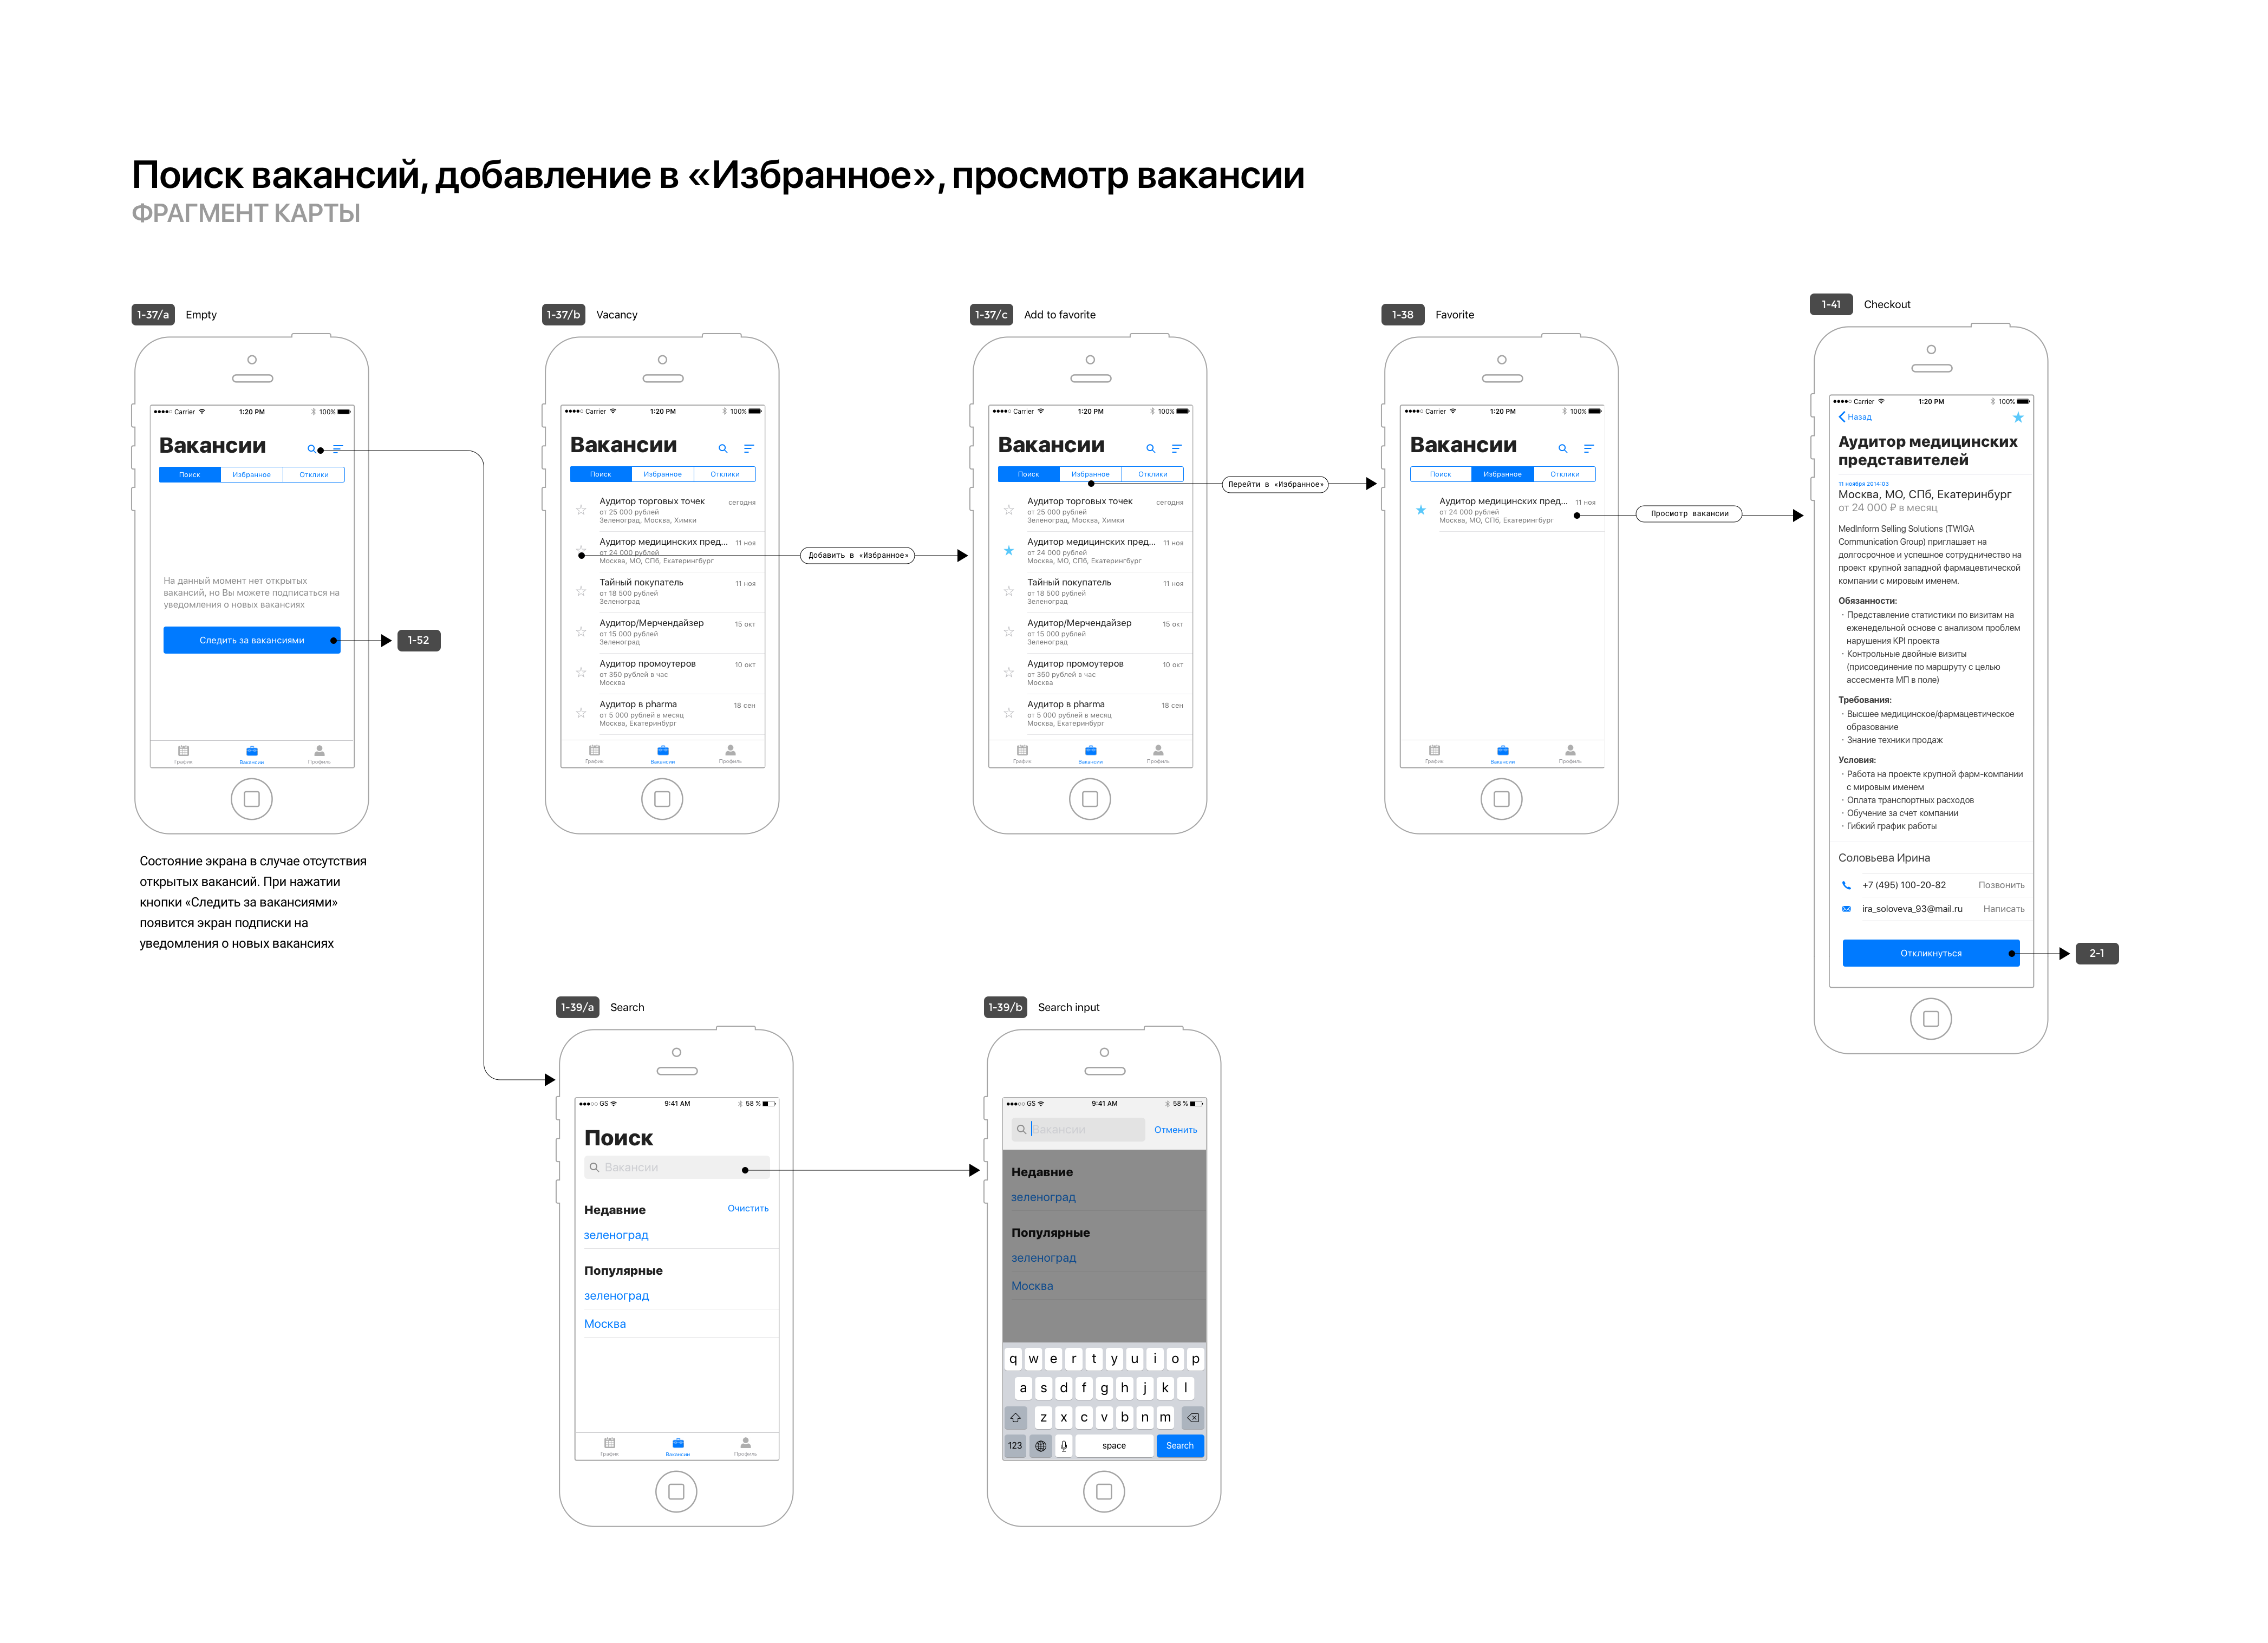 Поиск вакансий, добавление в «Избранное», просмотр вакансии
ФРАГМЕНТ КАРТЫ
1-37/a Empty
Carrier 1:20 PM 100%
Вакансии
Поиск Избранное Отклики
На данный момент нет открытых
вакансий, но Вы можете подписаться на
уведомления о новых вакансиях
Следить за вакансиями
1-52
График Вакансии Профиль
Состояние экрана в случае отсутствия
открытых вакансий. При нажатии
кнопки «Следить за вакансиями»
появится экран подписки на
уведомления о новых вакансиях
1-37/b Vacancy
Carrier 1:20 PM 100%
Вакансии
Поиск Избранное Отклики
Аудитор торговых точек сегодня
от 25 000 рублей
Зеленоград, Москва, Химки
Аудитор медицинских пред... 11 ноя
от 24 000 рублей
Москва, МО, СПб, Екатеринбург
Тайный покупатель 11 ноя
от 18 500 рублей
Зеленоград
Аудитор/Мерчендайзер 15 окт
от 15 000 рублей
Зеленоград
Аудитор промоутеров 10 окт
от 350 рублей в час
Москва
Аудитор в pharma 18 сен
от 5 000 рублей в месяц
Москва, Екатеринбург
График Вакансии Профиль
Добавить в «Избранное»
1-37/c Add to favorite
Carrier 1:20 PM 100%
Вакансии
Поиск Избранное Отклики
Аудитор торговых точек сегодня
от 25 000 рублей
Зеленоград, Москва, Химки
Аудитор медицинских пред... 11 ноя
от 24 000 рублей
Москва, МО, СПб, Екатеринбург
Тайный покупатель 11 ноя
от 18 500 рублей
Зеленоград
Аудитор/Мерчендайзер 15 окт
от 15 000 рублей
Зеленоград
Аудитор промоутеров 10 окт
от 350 рублей в час
Москва
Аудитор в pharma 18 сен
от 5 000 рублей в месяц
Москва, Екатеринбург
График Вакансии Профиль
Перейти в «Избранное»
1-38 Favorite
Carrier 1:20 PM 100%
Вакансии
Поиск Избранное Отклики
Аудитор медицинских пред... 11 ноя
от 24 000 рублей
Москва, МО, СПб, Екатеринбург
График Вакансии Профиль
Просмотр вакансии
1-41 Checkout
Carrier 1:20 PM 100%
Назад
Аудитор медицинских
представителей
11 ноября 2014:03
Москва, МО, СПб, Екатеринбург
от 24 000 ₽ в месяц
MedInform Selling Solutions (TWIGA
Communication Group) приглашает на
долгосрочное и успешное сотрудничество на
проект крупной западной фармацевтической
компании с мировым именем.
Обязанности:
· Представление статистики по визитам на
еженедельной основе с анализом проблем
нарушения KPI проекта
· Контрольные двойные визиты
(присоединение по маршруту с целью
ассесмента МП в поле)
Требования:
· Высшее медицинское/фармацевтическое
образование
· Знание техники продаж
Условия:
· Работа на проекте крупной фарм-компании
с мировым именем
· Оплата транспортных расходов
· Обучение за счет компании
· Гибкий график работы
Соловьева Ирина
+7 (495) 100-20-82 Позвонить
ira_soloveva_93@mail.ru Написать
Откликнуться
2-1
1-39/a Search
GS 9:41 AM 58 %
Поиск
Вакансии
Недавние Очистить
зеленоград
Популярные
зеленоград
Москва
График Вакансии Профиль
1-39/b Search input
GS 9:41 AM 58 %
Вакансии Отменить
Недавние
зеленоград
Популярные
зеленоград
Москва
q w e r t y u i o p
a s d f g h j k l
z x c v b n m
123 space Search